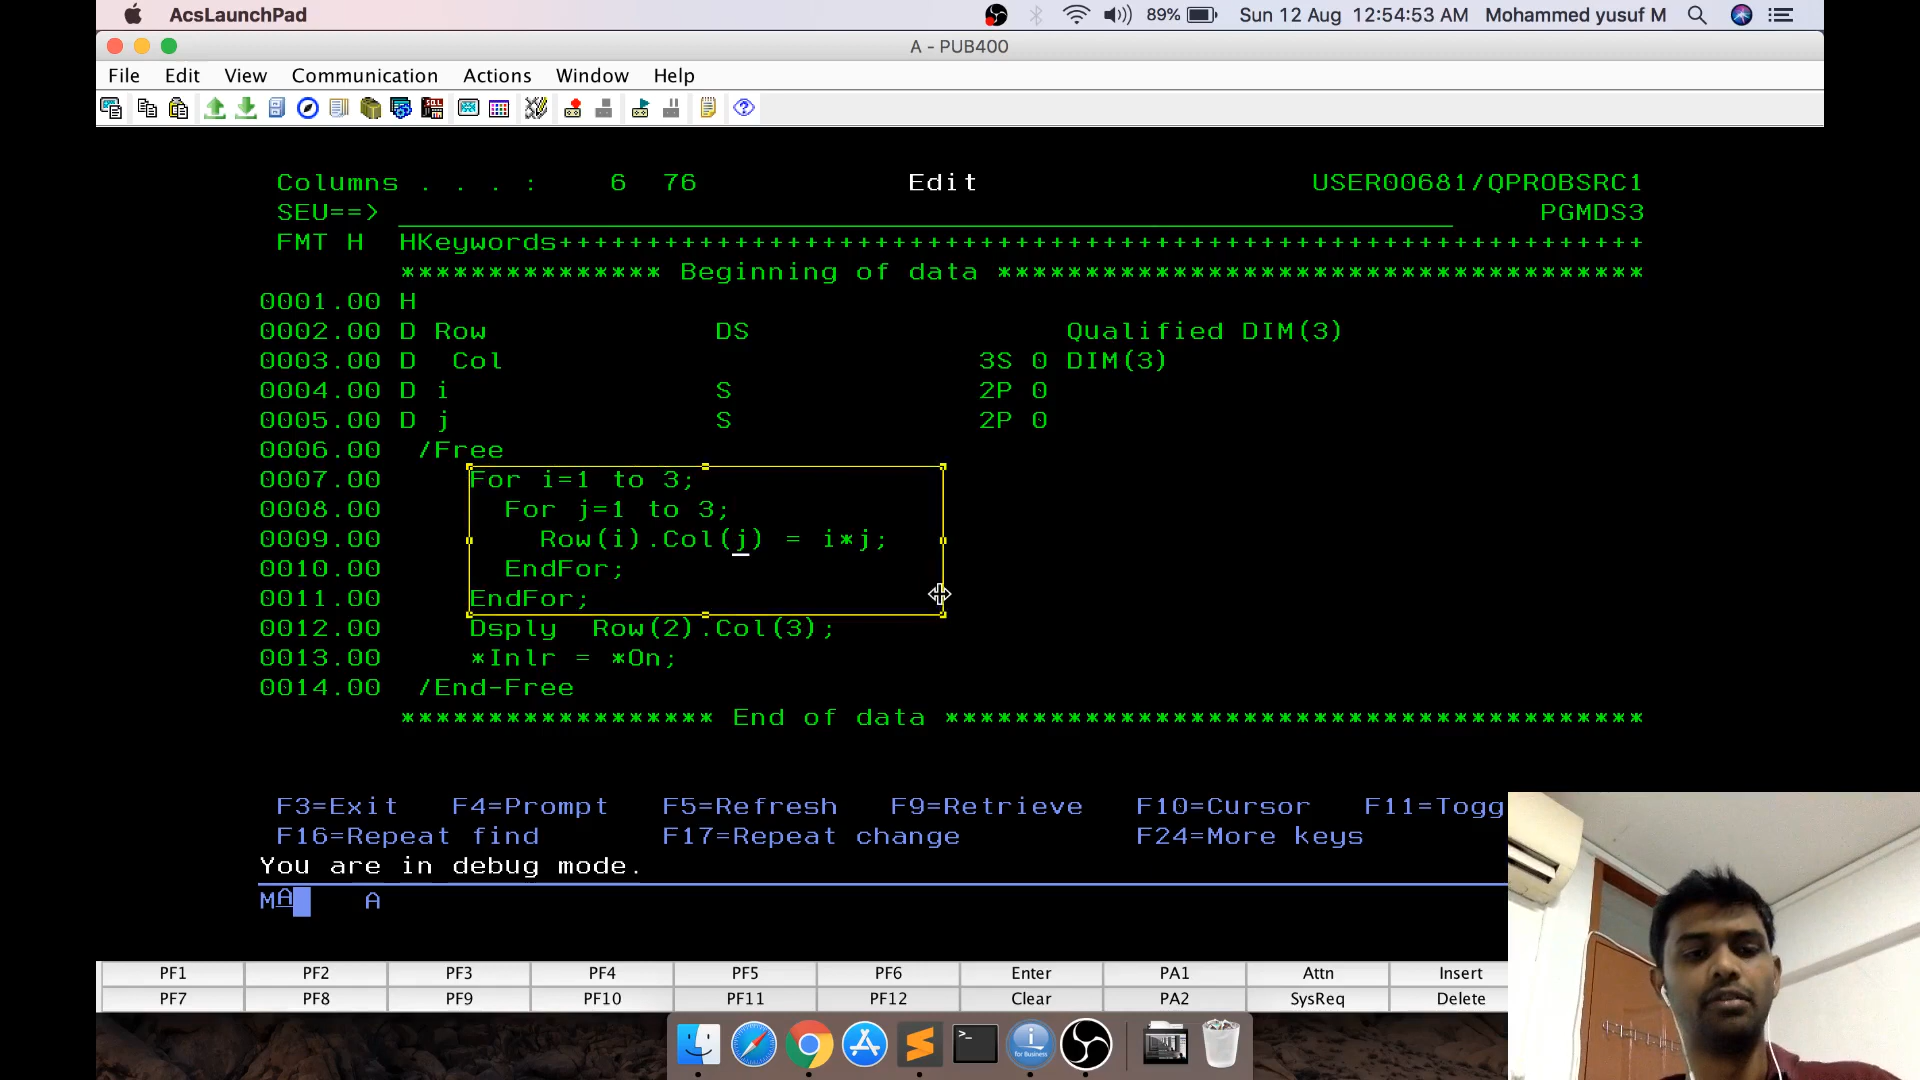 AcsLaunchPad 89% Sun 12 Aug 12:54:53 AM Mohammed yusuf M
A - PUB400
File Edit View Communication Actions Window Help
SQL
Columns . . . : 6 76 Edit USER00681/QPROBSRC1
SEU==> PGMDS3
FMT H HKeywords++++++++++++++++++++++++++++++++++++++++++++++++++++++++++++++
*************** Beginning of data *************************************
0001.00 H
0002.00 D Row DS Qualified DIM(3)
0003.00 D Col 3S 0 DIM(3)
0004.00 D i S 2P 0
0005.00 D j S 2P 0
0006.00 /Free
0007.00 For i=1 to 3;
0008.00 For j=1 to 3;
0009.00 Row(i).Col(j) = i*j;
0010.00 EndFor;
0011.00 EndFor;
0012.00 Dsply Row(2).Col(3);
0013.00 *Inlr = *On;
0014.00 /End-Free
****************** End of data ****************************************
F3=Exit F4=Prompt F5=Refresh F9=Retrieve F10=Cursor F11=Togg
F16=Repeat find F17=Repeat change F24=More keys
You are in debug mode.
MA A
PF1 PF2 PF3 PF4 PF5 PF6 Enter PA1 Attn Insert
PF7 PF8 PF9 PF10 PF11 PF12 Clear PA2 SysReq Delete
i
for Business